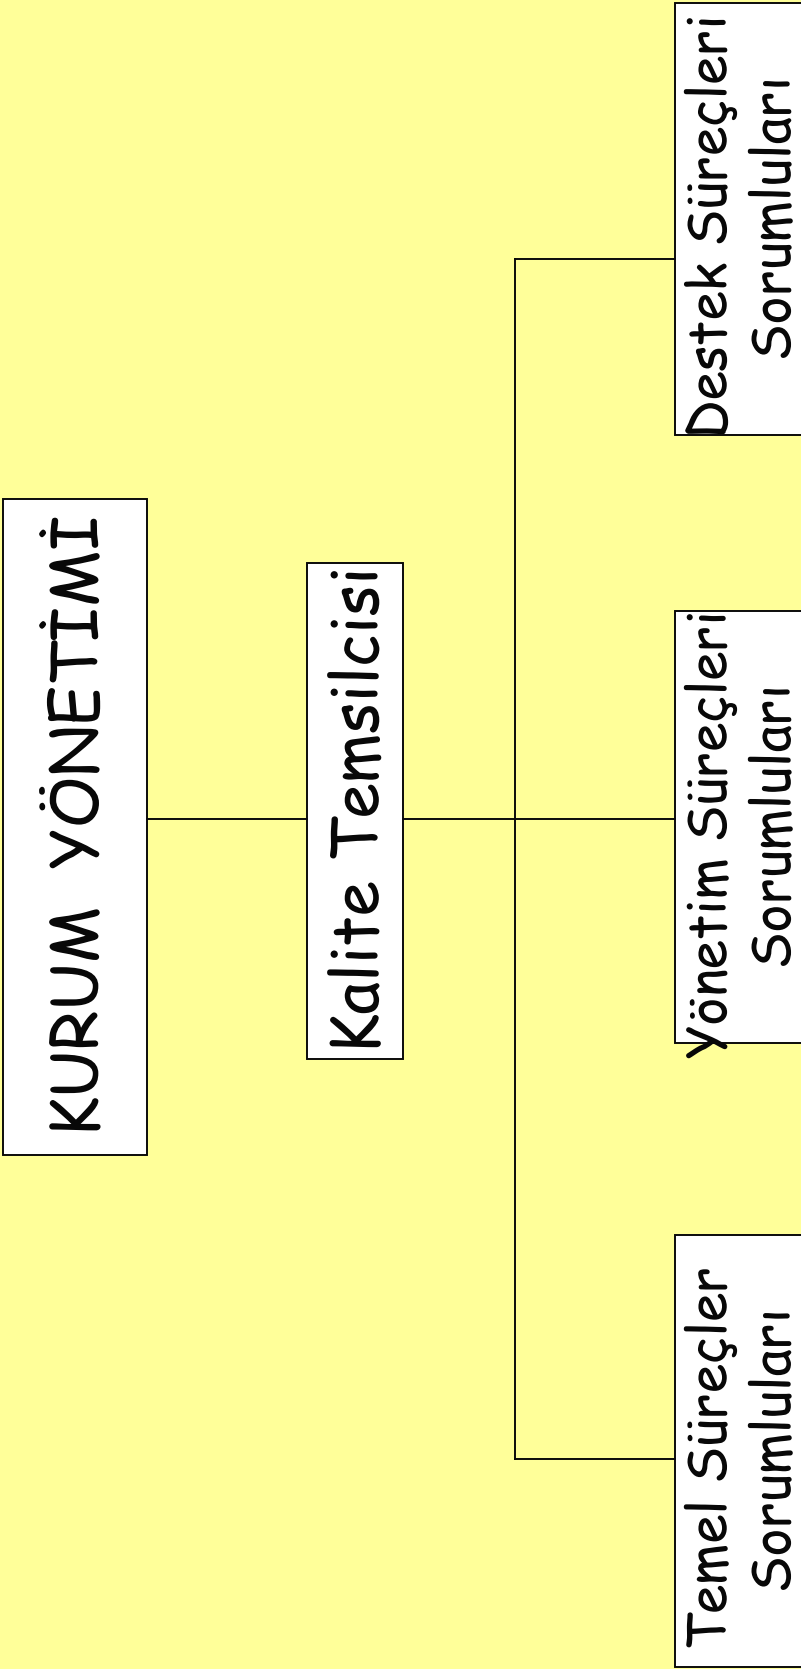 KURUM YÖNETİMİ
Kalite Temsilcisi
Temel Süreçler
Sorumluları
Yönetim Süreçleri
Sorumluları
Destek Süreçleri
Sorumluları